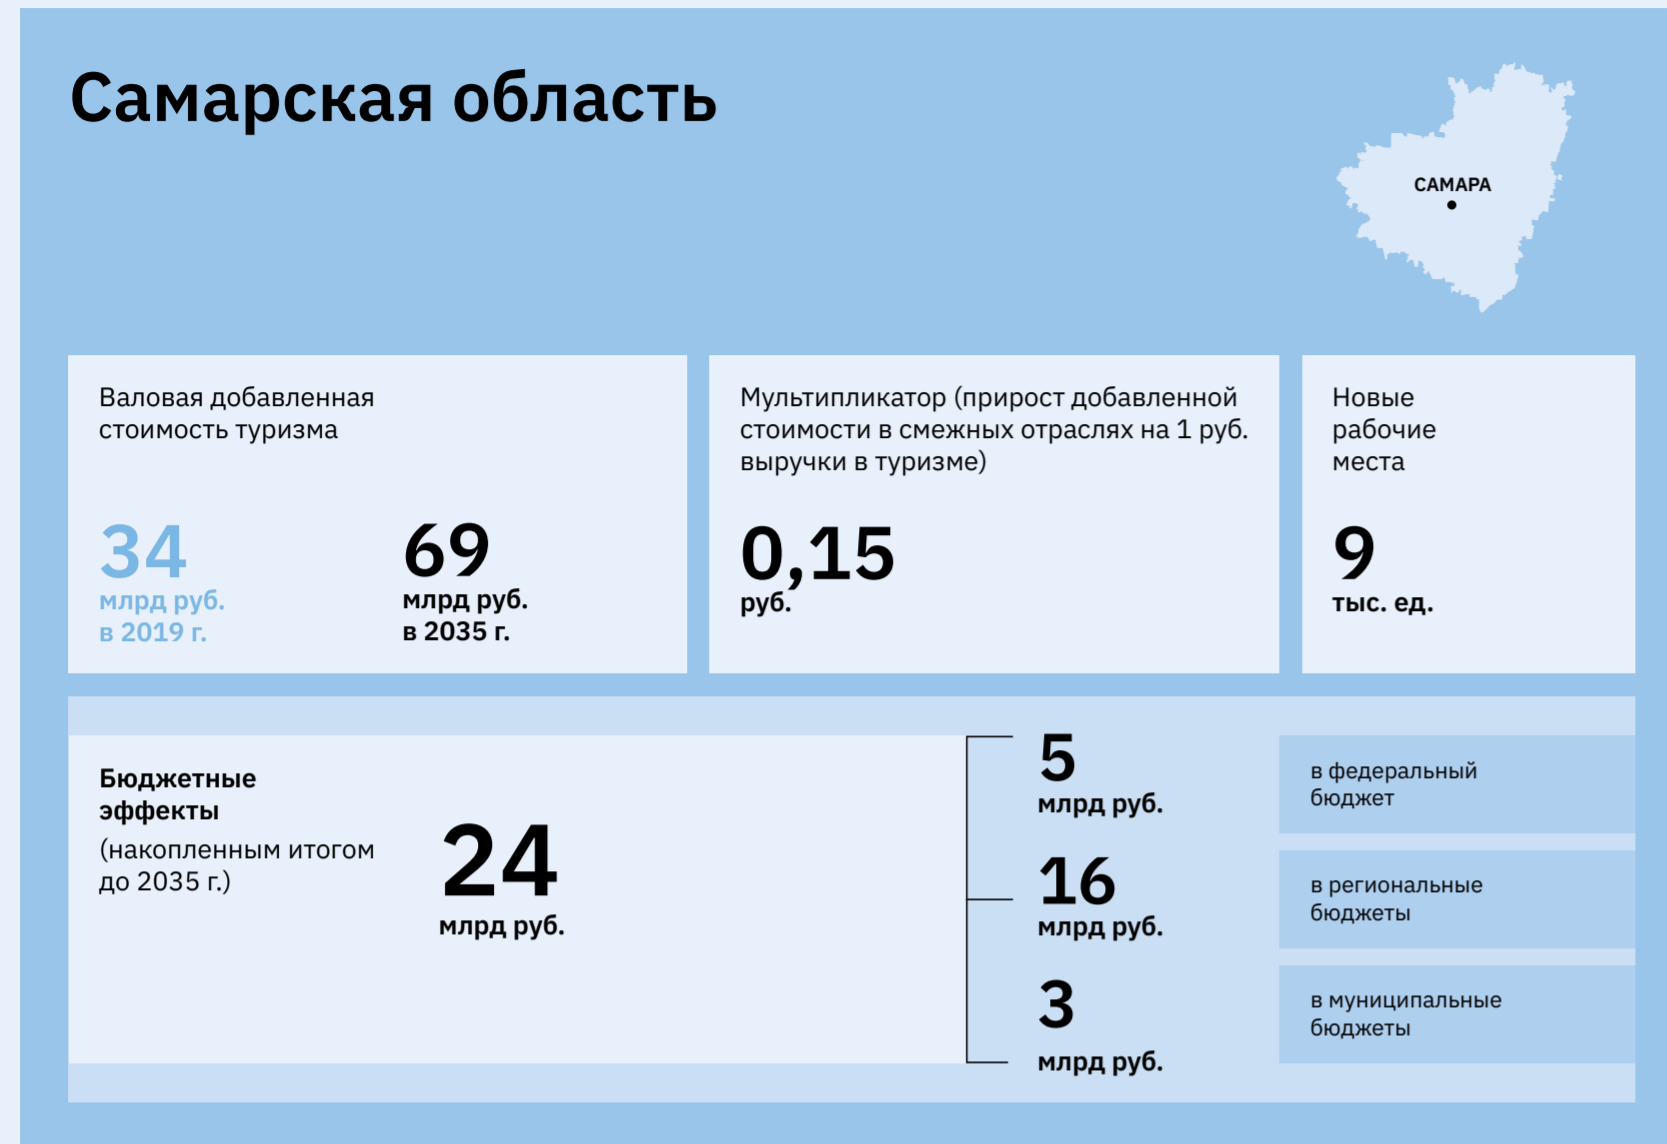 Самарская область
САМАРА
Валовая добавленная
стоимость туризма
34
млрд руб.
в 2019 г.
69
млрд руб.
в 2035 г.
Мультипликатор (прирост добавленной
стоимости в смежных отраслях на 1 руб.
выручки в туризме)
0,15
руб.
Новые
рабочие
места
9
тыс. ед.
Бюджетные
эффекты
(накопленным итогом
до 2035 г.)
24
млрд руб.
5
млрд руб.
в федеральный
бюджет
16
млрд руб.
в региональные
бюджеты
3
млрд руб.
в муниципальные
бюджеты